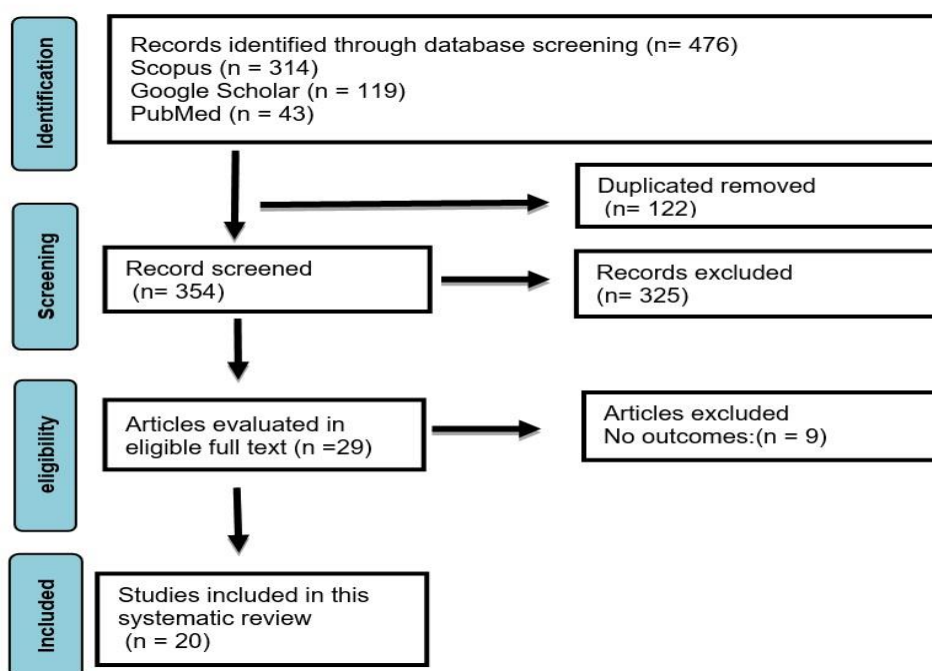 Identification
Records identified through database screening (n= 476)
Scopus (n = 314)
Google Scholar (n = 119)
PubMed (n = 43)
Duplicated removed
(n= 122)
Screening
Record screened
(n= 354)
Records excluded
(n= 325)
eligibility
Articles evaluated in
eligible full text (n =29)
Articles excluded
No outcomes:(n = 9)
Included
Studies included in this
systematic review
(n = 20)